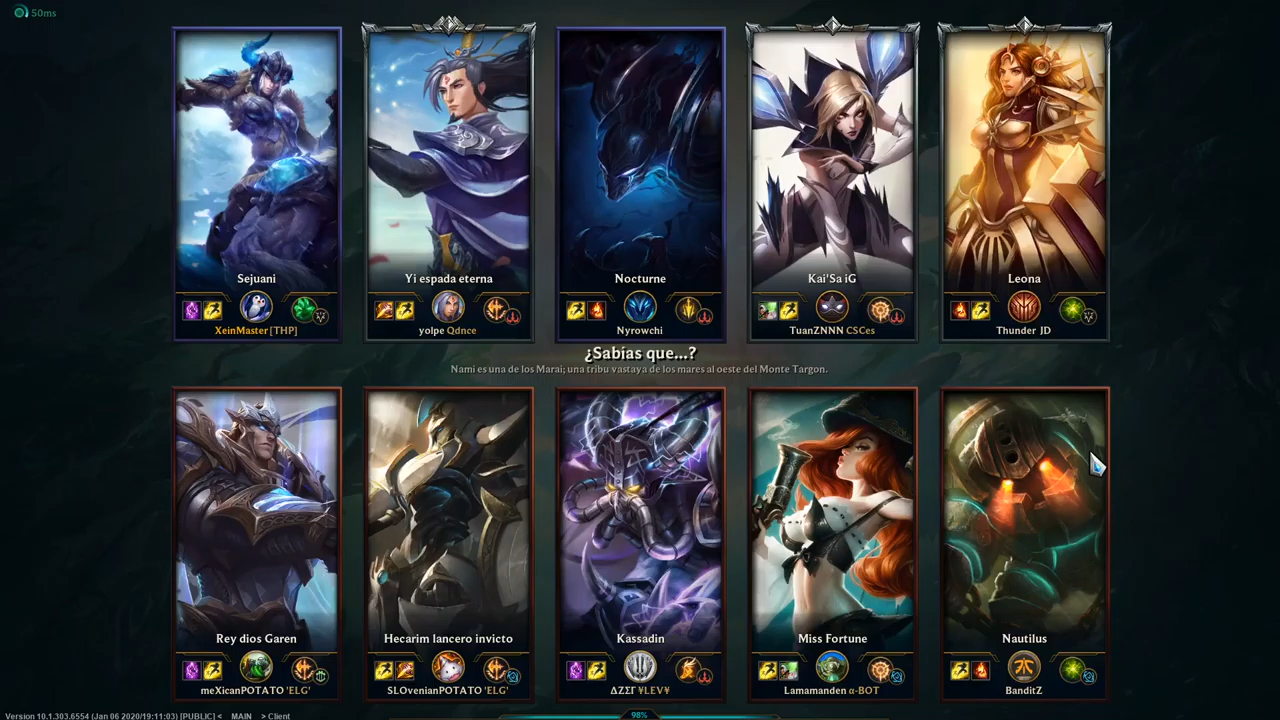 50ms
Sejuani
XeinMaster [THP]
Yi espada eterna
yolpe Qdnce
Nocturne
Nyrowchi
Kai'Sa iG
TuanZNNN CSCes
Leona
Thunder JD
¿Sabías que...?
Nami es una de los Marai; una tribu vastaya de los mares al oeste del Monte Targon.
Rey dios Garen
meXicanPOTATO 'ELG'
Hecarim lancero invicto
SLOvenianPOTATO 'ELG'
Kassadin
ΔΖΣΓ ¥LEV¥
Miss Fortune
Lamamanden α-BOT
Nautilus
BanditZ
Version 10.1.303.6554 (Jan 06 2020/19:11:03) [PUBLIC] < __MAIN__ > Client
98%